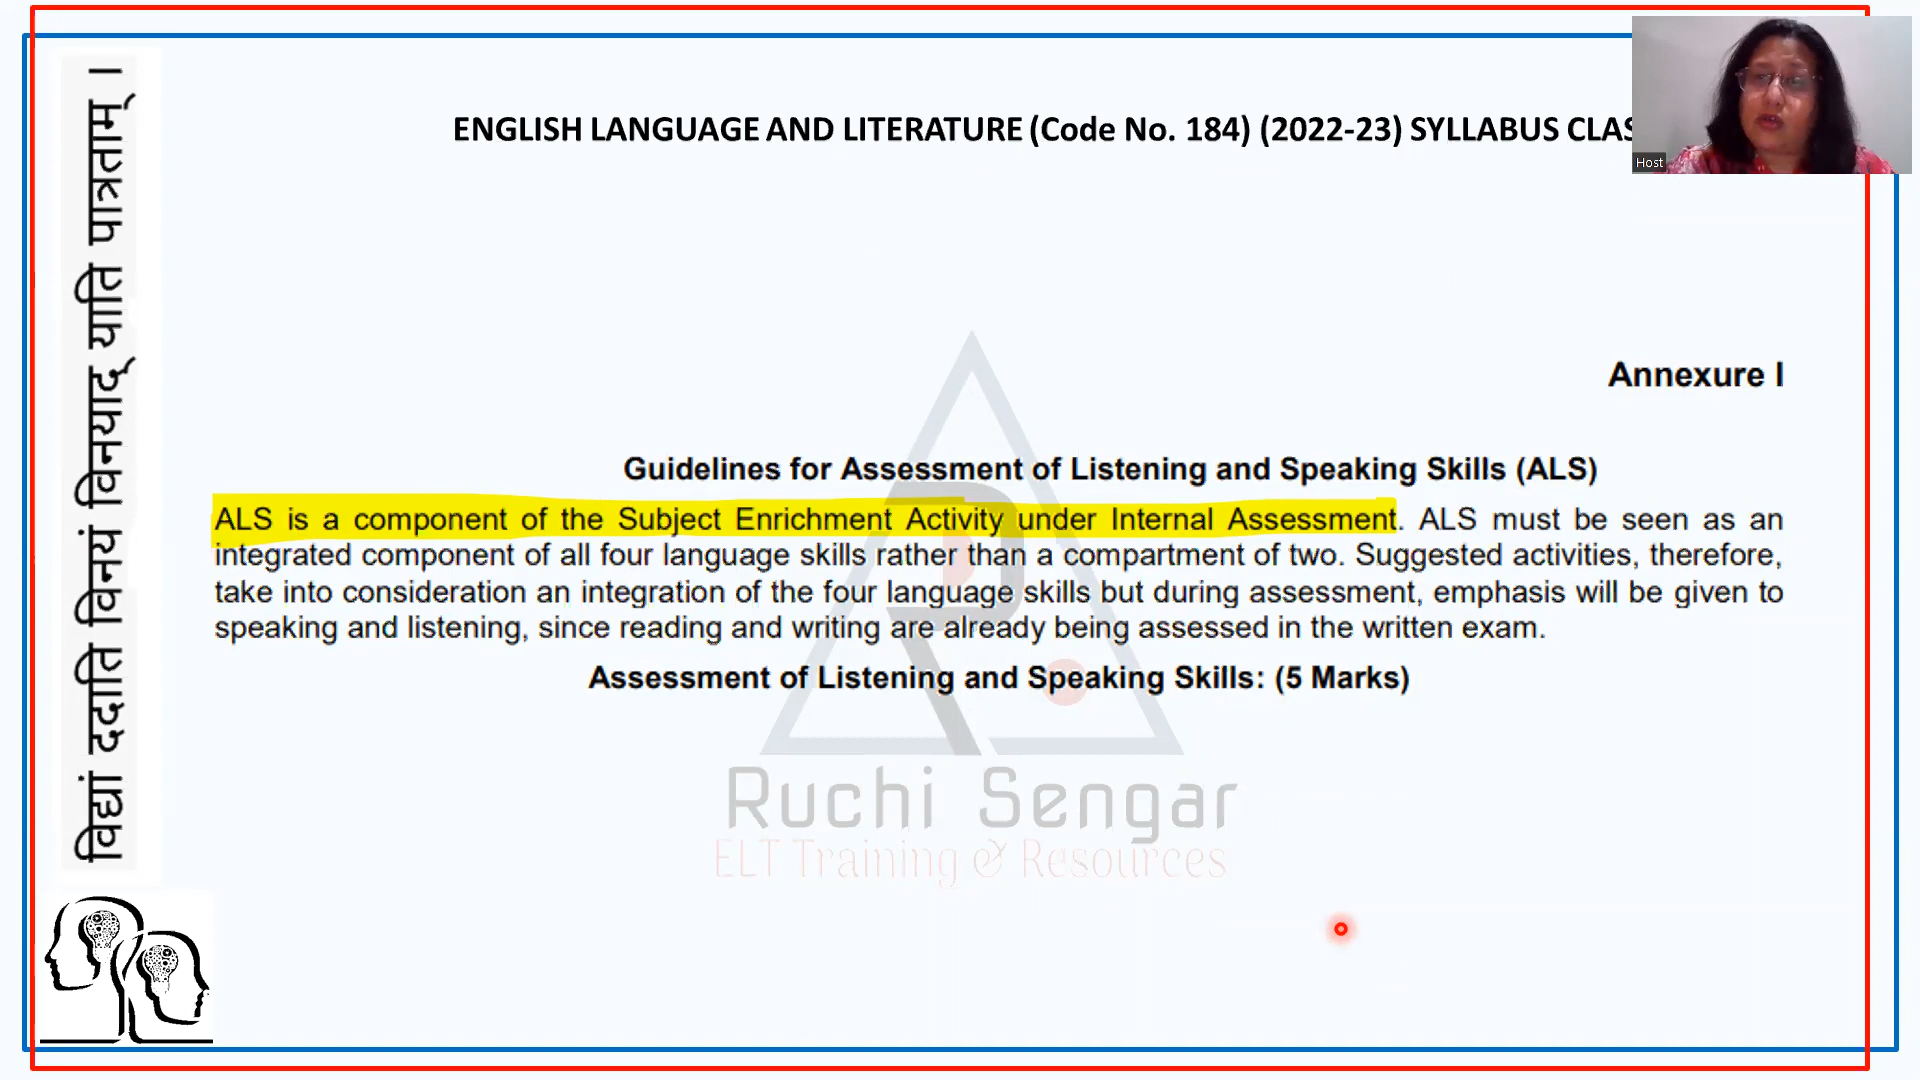 ENGLISH LANGUAGE AND LITERATURE (Code No. 184) (2022-23) SYLLABUS CLAS
Host
विद्यां ददाति विनयं विनयाद् याति पात्रताम् ।
Annexure I
Guidelines for Assessment of Listening and Speaking Skills (ALS)
ALS is a component of the Subject Enrichment Activity under Internal Assessment. ALS must be seen as an
integrated component of all four language skills rather than a compartment of two. Suggested activities, therefore,
take into consideration an integration of the four language skills but during assessment, emphasis will be given to
speaking and listening, since reading and writing are already being assessed in the written exam.
Assessment of Listening and Speaking Skills: (5 Marks)
Ruchi Sengar
ELT Training & Resources